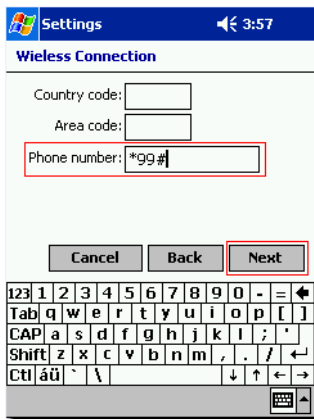 Settings 3:57
Wieless Connection
Country code:
Area code:
Phone number: *99#
Cancel Back Next
123 1 2 3 4 5 6 7 8 9 0 - =
Tab q w e r t y u i o p [ ]
CAP a s d f g h j k l ; '
Shift z x c v b n m , . /
Ctl áü ` \